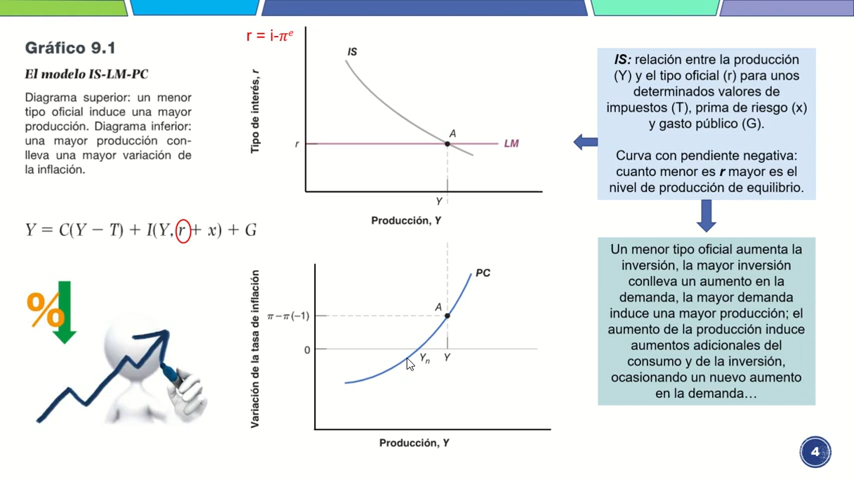 Gráfico 9.1
El modelo IS-LM-PC
Diagrama superior: un menor
tipo oficial induce una mayor
producción. Diagrama inferior:
una mayor producción con-
lleva una mayor variación de
la inflación.
Y = C(Y − T) + I(Y, r + x) + G
%
r = i-πᵉ
Tipo de interés, r
IS
A
r
LM
Y
Producción, Y
Variación de la tasa de inflación
PC
A
π − π(−1)
0
Yₙ
Y
Producción, Y
IS: relación entre la producción
(Y) y el tipo oficial (r) para unos
determinados valores de
impuestos (T), prima de riesgo (x)
y gasto público (G).
Curva con pendiente negativa:
cuanto menor es r mayor es el
nivel de producción de equilibrio.
Un menor tipo oficial aumenta la
inversión, la mayor inversión
conlleva un aumento en la
demanda, la mayor demanda
induce una mayor producción; el
aumento de la producción induce
aumentos adicionales del
consumo y de la inversión,
ocasionando un nuevo aumento
en la demanda…
4